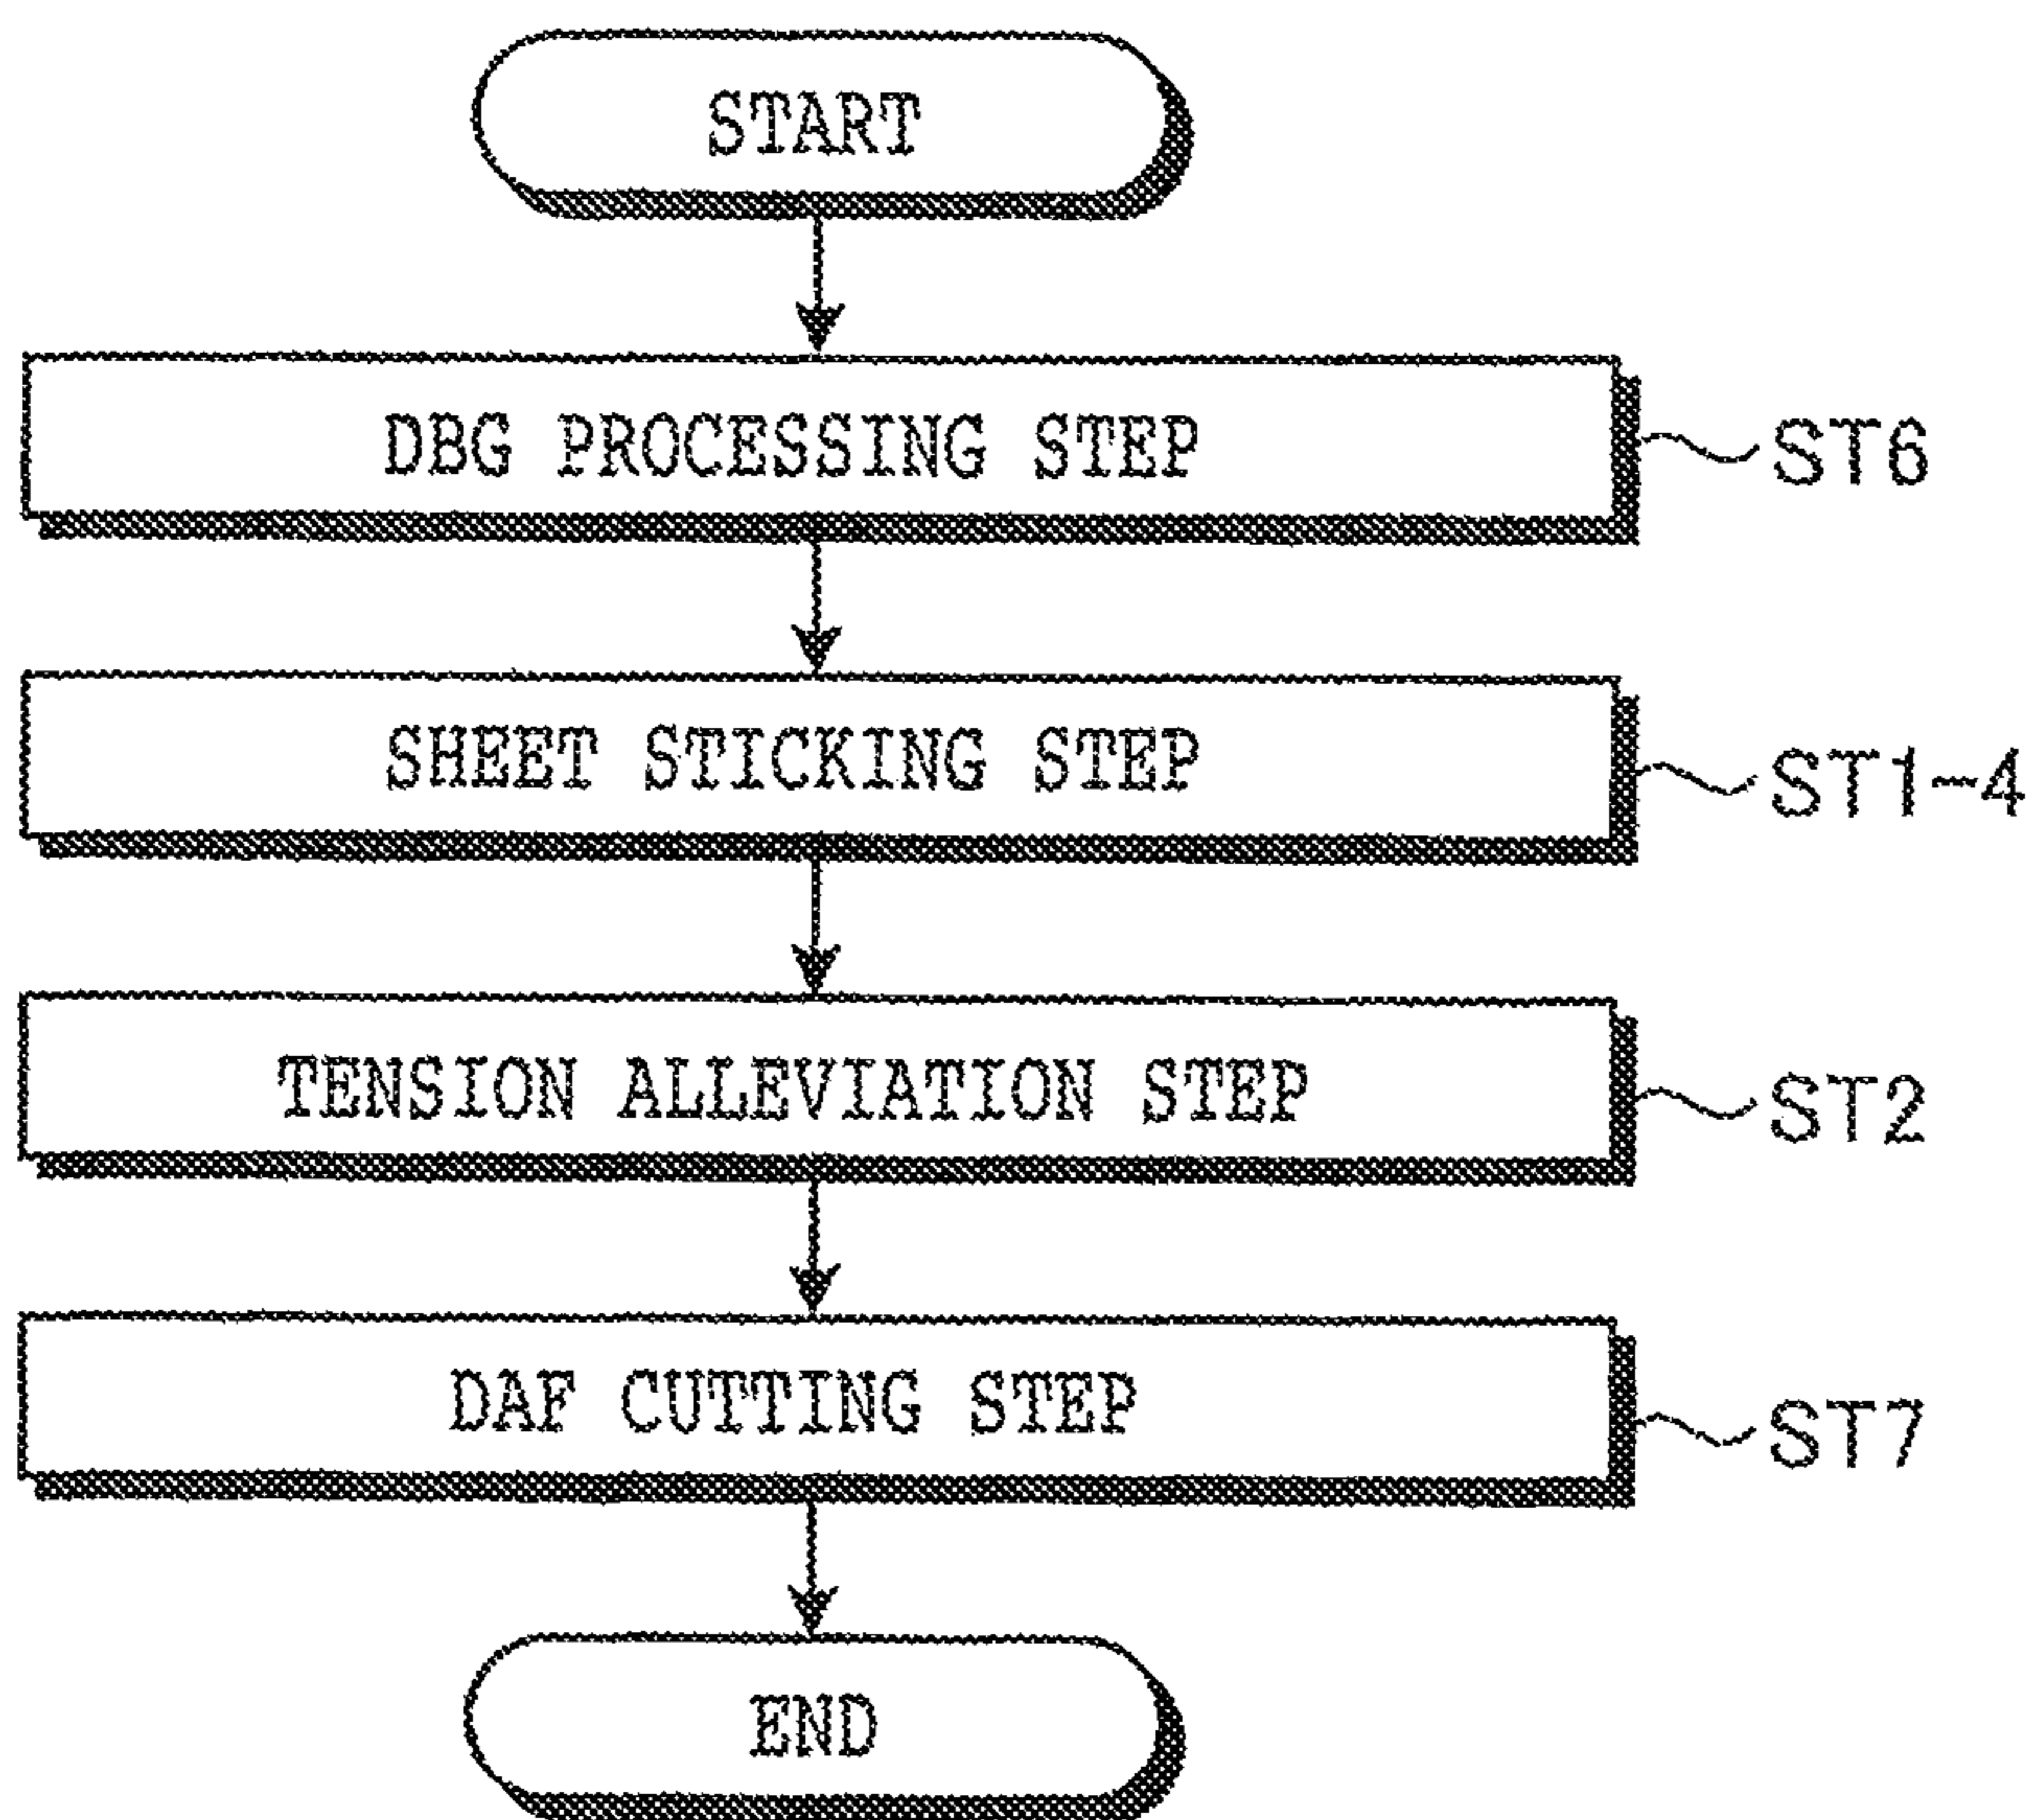 START
DBG PROCESSING STEP
ST6
SHEET STICKING STEP
ST1-4
TENSION ALLEVIATION STEP
ST2
DAF CUTTING STEP
ST7
END